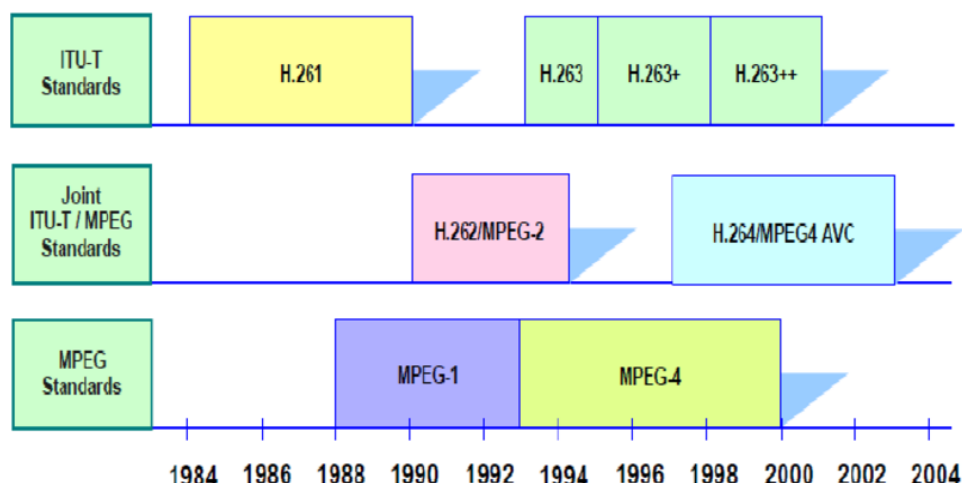 ITU-T
Standards
H.261
H.263
H.263+
H.263++
Joint
ITU-T / MPEG
Standards
H.262/MPEG-2
H.264/MPEG4 AVC
MPEG
Standards
MPEG-1
MPEG-4
1984 1986 1988 1990 1992 1994 1996 1998 2000 2002 2004